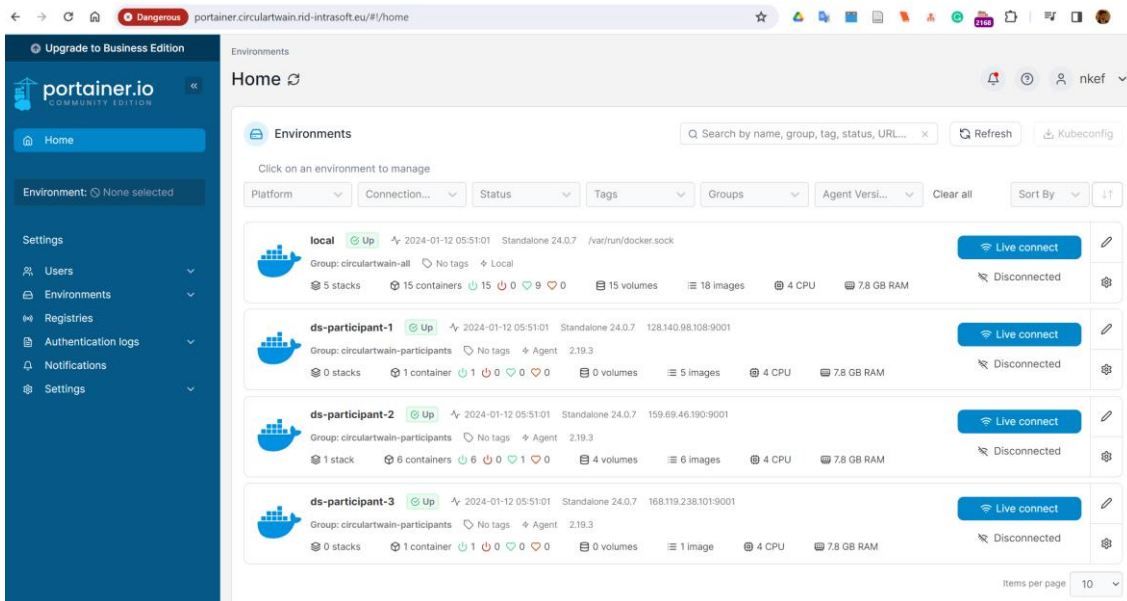 Dangerous portainer.circulartwain.rid-intrasoft.eu/#!/home 2168
Upgrade to Business Edition
portainer.io
COMMUNITY EDITION
Home
Environment: None selected
Settings
Users
Environments
Registries
Authentication logs
Notifications
Settings
Environments
Home nkef
Environments Search by name, group, tag, status, URL... Refresh Kubeconfig
Click on an environment to manage
Platform Connection... Status Tags Groups Agent Versi... Clear all Sort By
local Up 2024-01-12 05:51:01 Standalone 24.0.7 /var/run/docker.sock
Group: circulartwain-all No tags Local
5 stacks 15 containers 15 0 9 0 15 volumes 18 images 4 CPU 7.8 GB RAM
Live connect
Disconnected
ds-participant-1 Up 2024-01-12 05:51:01 Standalone 24.0.7 128.140.98.108:9001
Group: circulartwain-participants No tags Agent 2.19.3
0 stacks 1 container 1 0 0 0 0 volumes 5 images 4 CPU 7.8 GB RAM
Live connect
Disconnected
ds-participant-2 Up 2024-01-12 05:51:01 Standalone 24.0.7 159.69.46.190:9001
Group: circulartwain-participants No tags Agent 2.19.3
1 stack 6 containers 6 0 1 0 4 volumes 6 images 4 CPU 7.8 GB RAM
Live connect
Disconnected
ds-participant-3 Up 2024-01-12 05:51:01 Standalone 24.0.7 168.119.238.101:9001
Group: circulartwain-participants No tags Agent 2.19.3
0 stacks 1 container 1 0 0 0 0 volumes 1 image 4 CPU 7.8 GB RAM
Live connect
Disconnected
Items per page 10